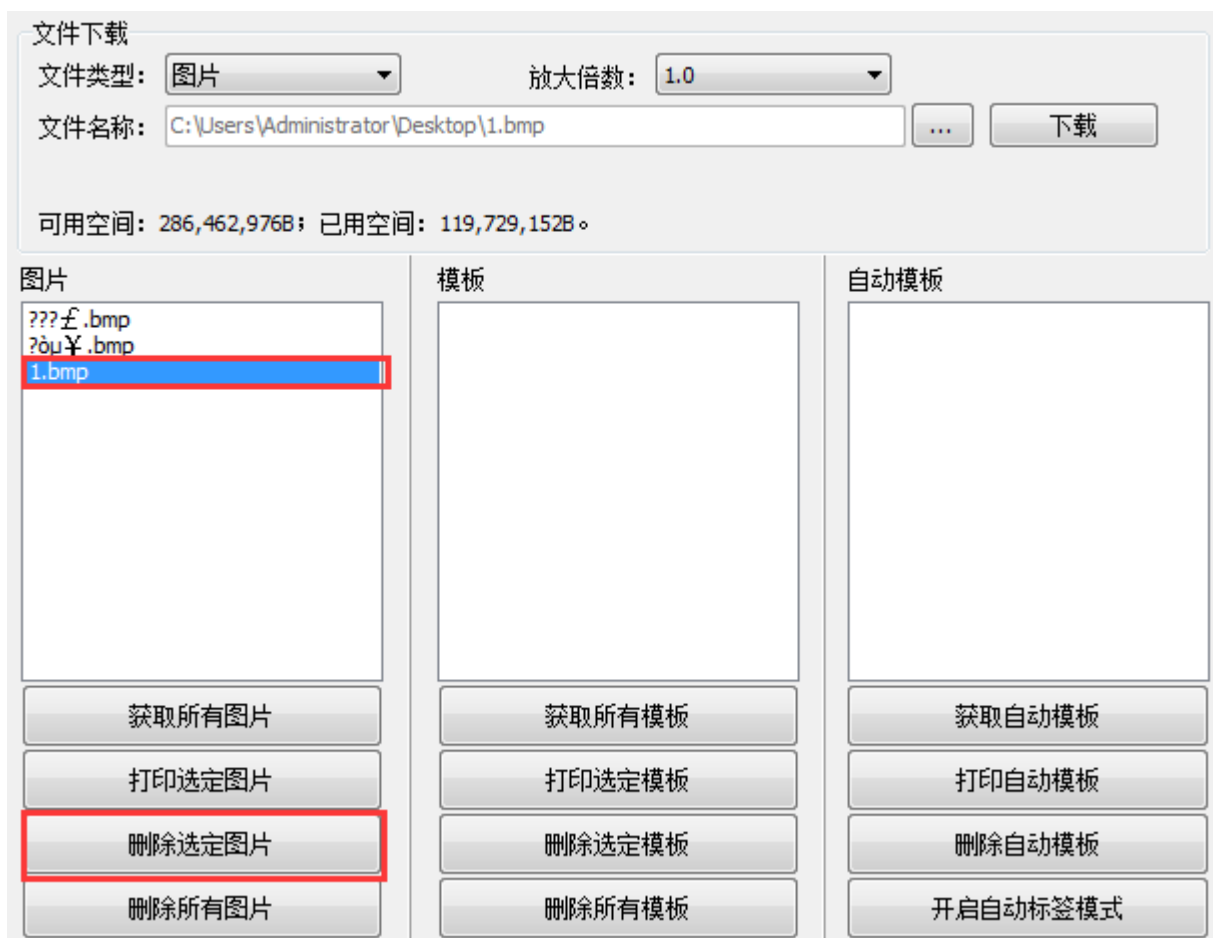 文件下载
文件类型： 图片 放大倍数： 1.0
文件名称： C:\Users\Administrator\Desktop\1.bmp ... 下载
可用空间：286,462,976B；已用空间：119,729,152B。
图片 模板 自动模板
???￡.bmp
?òµ￥.bmp
1.bmp
获取所有图片 获取所有模板 获取自动模板
打印选定图片 打印选定模板 打印自动模板
删除选定图片 删除选定模板 删除自动模板
删除所有图片 删除所有模板 开启自动标签模式